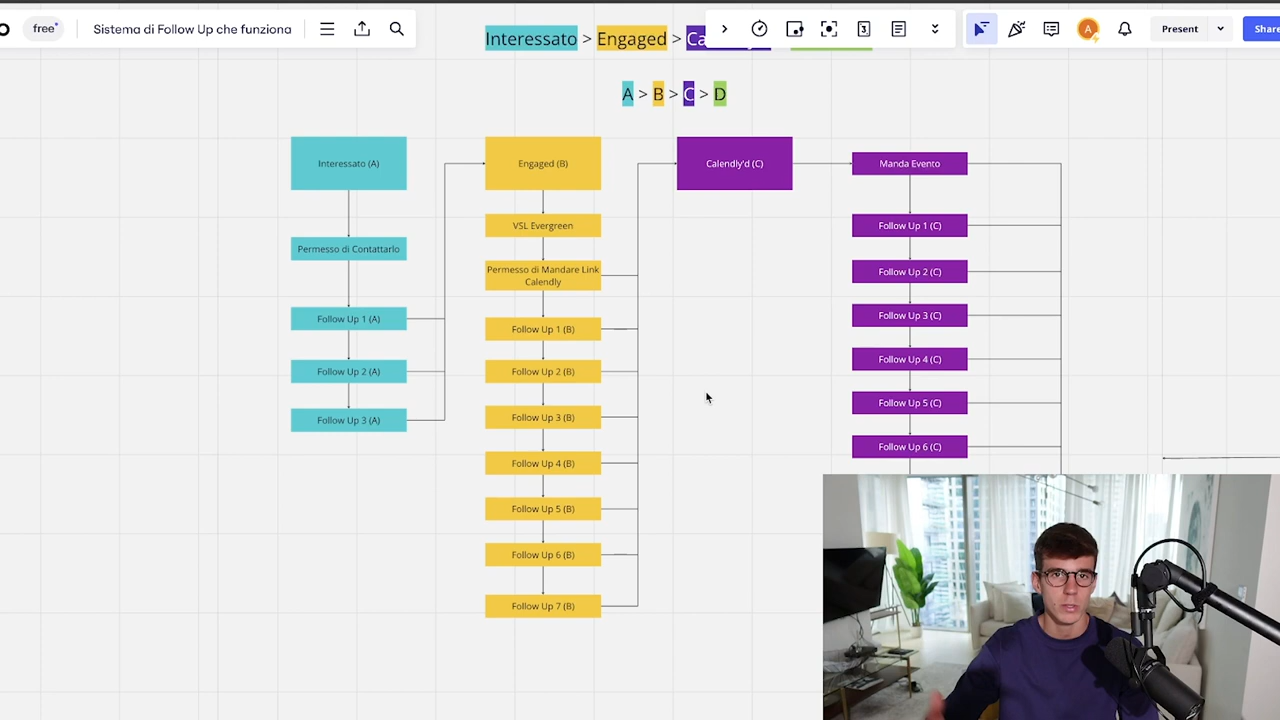 free
Sistema di Follow Up che funziona
3
A
Present
Share
Interessato > Engaged > Ca
A > B > C > D
Interessato (A)
Permesso di Contattarlo
Follow Up 1 (A)
Follow Up 2 (A)
Follow Up 3 (A)
Engaged (B)
VSL Evergreen
Permesso di Mandare Link
Calendly
Follow Up 1 (B)
Follow Up 2 (B)
Follow Up 3 (B)
Follow Up 4 (B)
Follow Up 5 (B)
Follow Up 6 (B)
Follow Up 7 (B)
Calendly'd (C)
Manda Evento
Follow Up 1 (C)
Follow Up 2 (C)
Follow Up 3 (C)
Follow Up 4 (C)
Follow Up 5 (C)
Follow Up 6 (C)